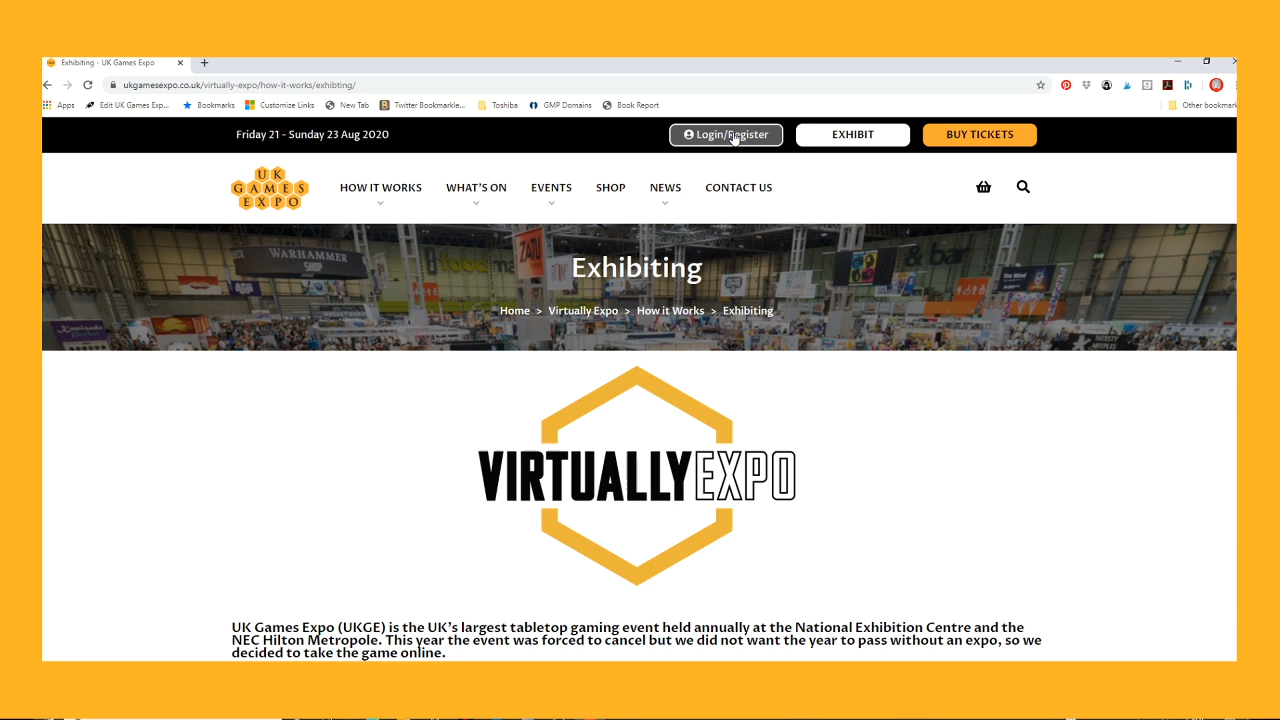 Exhibiting - UK Games Expo
ukgamesexpo.co.uk/virtually-expo/how-it-works/exhibting/
Apps Edit UK Games Exp... Bookmarks Customize Links New Tab Twitter Bookmarkle... Toshiba GMP Domains Book Report Other bookmark
Friday 21 - Sunday 23 Aug 2020 Login/Register EXHIBIT BUY TICKETS
UK
GAMES
EXPO
HOW IT WORKS WHAT'S ON EVENTS SHOP NEWS CONTACT US
WARHAMMER
SHOP
ZATU
Exhibiting
Home > Virtually Expo > How it Works > Exhibiting
VIRTUALLYEXPO
UK Games Expo (UKGE) is the UK's largest tabletop gaming event held annually at the National Exhibition Centre and the
NEC Hilton Metropole. This year the event was forced to cancel but we did not want the year to pass without an expo, so we
decided to take the game online.